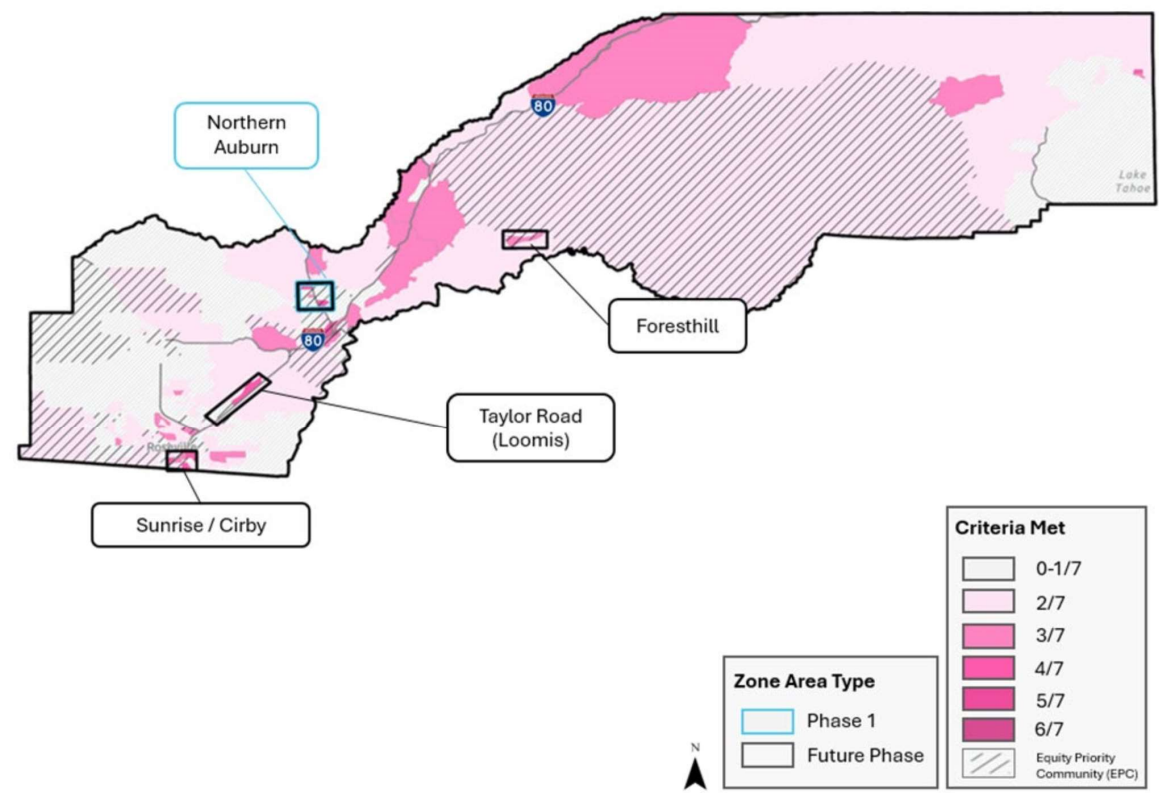 80
Northern
Auburn
Lake
Tahoe
Foresthill
80
Taylor Road
(Loomis)
Roseville
Sunrise / Cirby
Criteria Met
0-1/7
2/7
3/7
4/7
5/7
6/7
Equity Priority
Community (EPC)
Zone Area Type
Phase 1
Future Phase
N